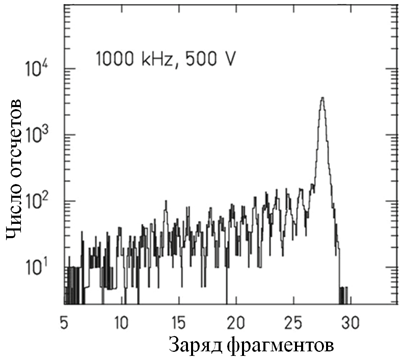 1000 kHz, 500 V
Число отсчетов
10⁴
10³
10²
10¹
5 10 15 20 25 30
Заряд фрагментов